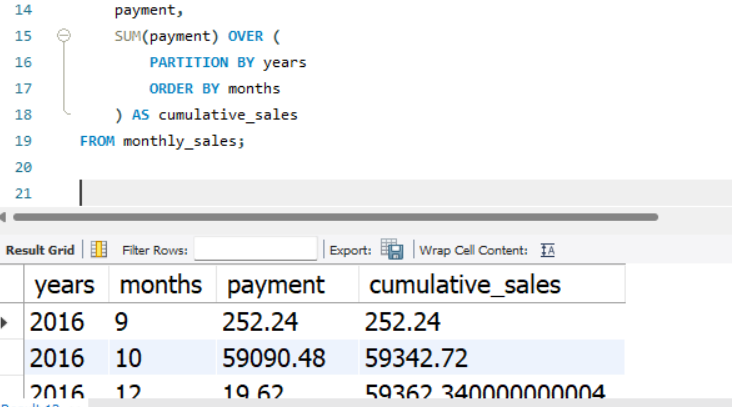 14 payment,
15 SUM(payment) OVER (
16 PARTITION BY years
17 ORDER BY months
18 ) AS cumulative_sales
19 FROM monthly_sales;
20
21
Result Grid Filter Rows: Export: Wrap Cell Content: IA
years months payment cumulative_sales
2016 9 252.24 252.24
2016 10 59090.48 59342.72
2016 12 19.62 59362.340000000004